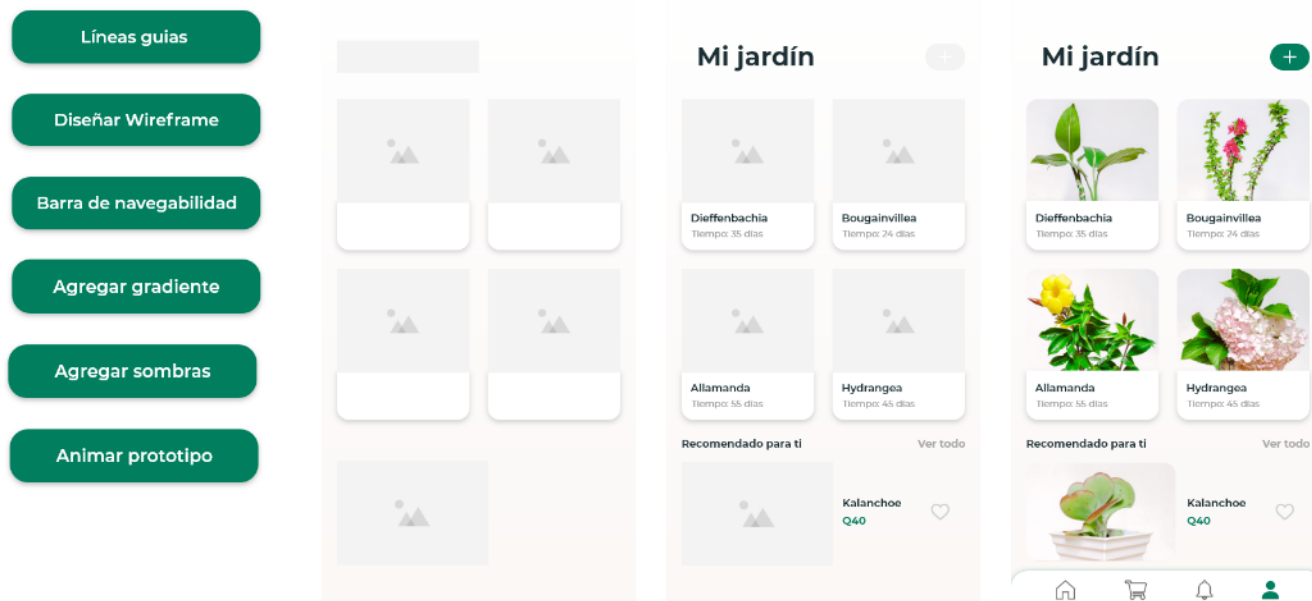 Líneas guias
Diseñar Wireframe
Barra de navegabilidad
Agregar gradiente
Agregar sombras
Animar prototipo
Mi jardín
+
Dieffenbachia
Tiempo: 35 días
Bougainvillea
Tiempo: 24 días
Allamanda
Tiempo: 55 días
Hydrangea
Tiempo: 45 días
Recomendado para ti
Ver todo
Kalanchoe
Q40
Mi jardín
+
Dieffenbachia
Tiempo: 35 días
Bougainvillea
Tiempo: 24 días
Allamanda
Tiempo: 55 días
Hydrangea
Tiempo: 45 días
Recomendado para ti
Ver todo
Kalanchoe
Q40